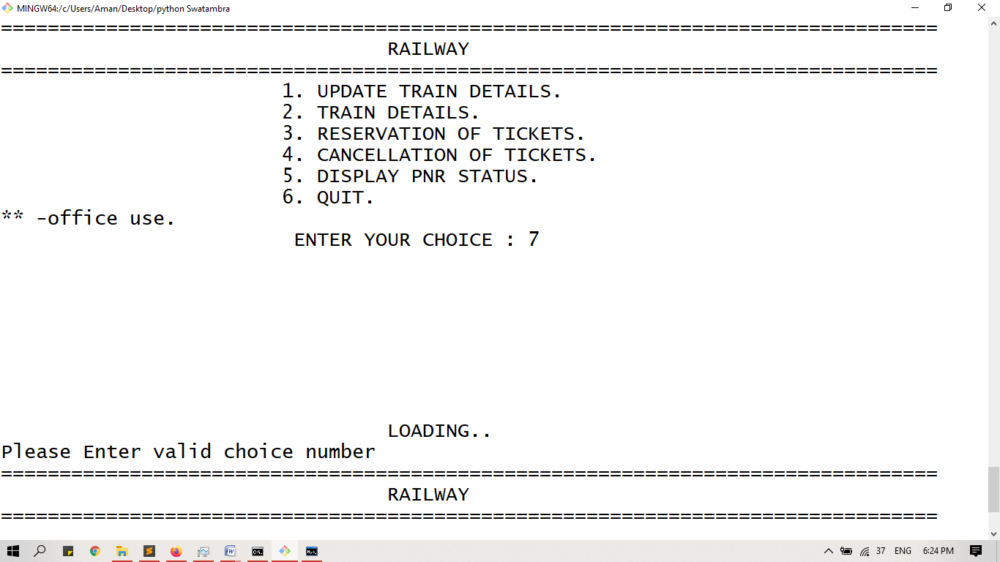 MINGW64:/c/Users/Aman/Desktop/python Swatambra
================================================================================
RAILWAY
================================================================================
1. UPDATE TRAIN DETAILS.
2. TRAIN DETAILS.
3. RESERVATION OF TICKETS.
4. CANCELLATION OF TICKETS.
5. DISPLAY PNR STATUS.
6. QUIT.
** -office use.
ENTER YOUR CHOICE : 7
LOADING..
Please Enter valid choice number
================================================================================
RAILWAY
================================================================================
37 ENG 6:24 PM